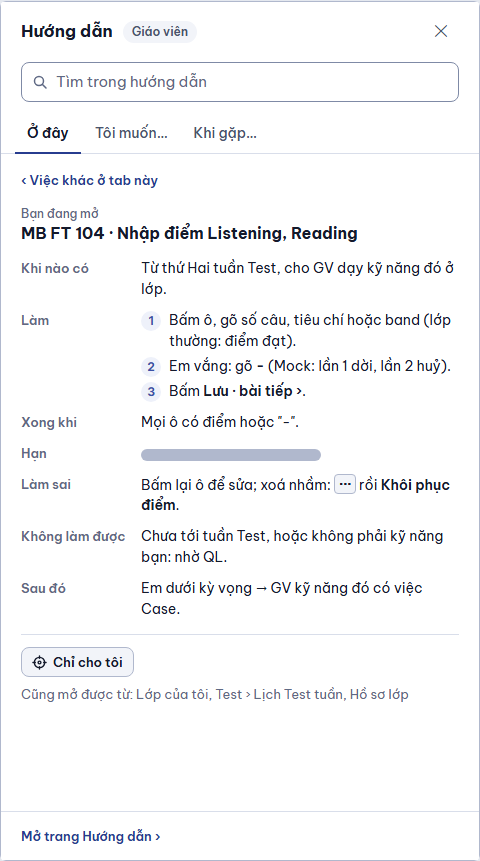 Hướng dẫn Giáo viên
Tìm trong hướng dẫn
Ở đây Tôi muốn... Khi gặp...
‹ Việc khác ở tab này
Bạn đang mở
MB FT 104 · Nhập điểm Listening, Reading
Khi nào có Từ thứ Hai tuần Test, cho GV dạy kỹ năng đó ở
lớp.
Làm 1 Bấm ô, gõ số câu, tiêu chí hoặc band (lớp
thường: điểm đạt).
2 Em vắng: gõ - (Mock: lần 1 dời, lần 2 huỷ).
3 Bấm Lưu · bài tiếp ›.
Xong khi Mọi ô có điểm hoặc "-".
Hạn
Làm sai Bấm lại ô để sửa; xoá nhầm: ··· rồi Khôi phục
điểm.
Không làm được Chưa tới tuần Test, hoặc không phải kỹ năng
bạn: nhờ QL.
Sau đó Em dưới kỳ vọng → GV kỹ năng đó có việc
Case.
Chỉ cho tôi
Cũng mở được từ: Lớp của tôi, Test › Lịch Test tuần, Hồ sơ lớp
Mở trang Hướng dẫn ›